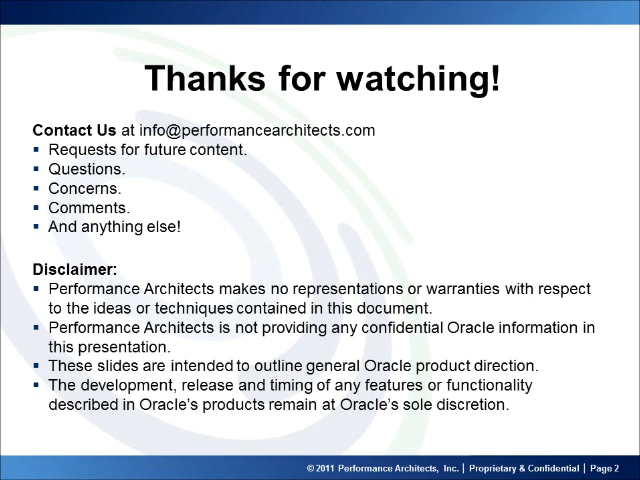 Thanks for watching!
Contact Us at info@performancearchitects.com
▪ Requests for future content.
▪ Questions.
▪ Concerns.
▪ Comments.
▪ And anything else!
Disclaimer:
▪ Performance Architects makes no representations or warranties with respect
to the ideas or techniques contained in this document.
▪ Performance Architects is not providing any confidential Oracle information in
this presentation.
▪ These slides are intended to outline general Oracle product direction.
▪ The development, release and timing of any features or functionality
described in Oracle’s products remain at Oracle’s sole discretion.
© 2011 Performance Architects, Inc. | Proprietary & Confidential | Page 2